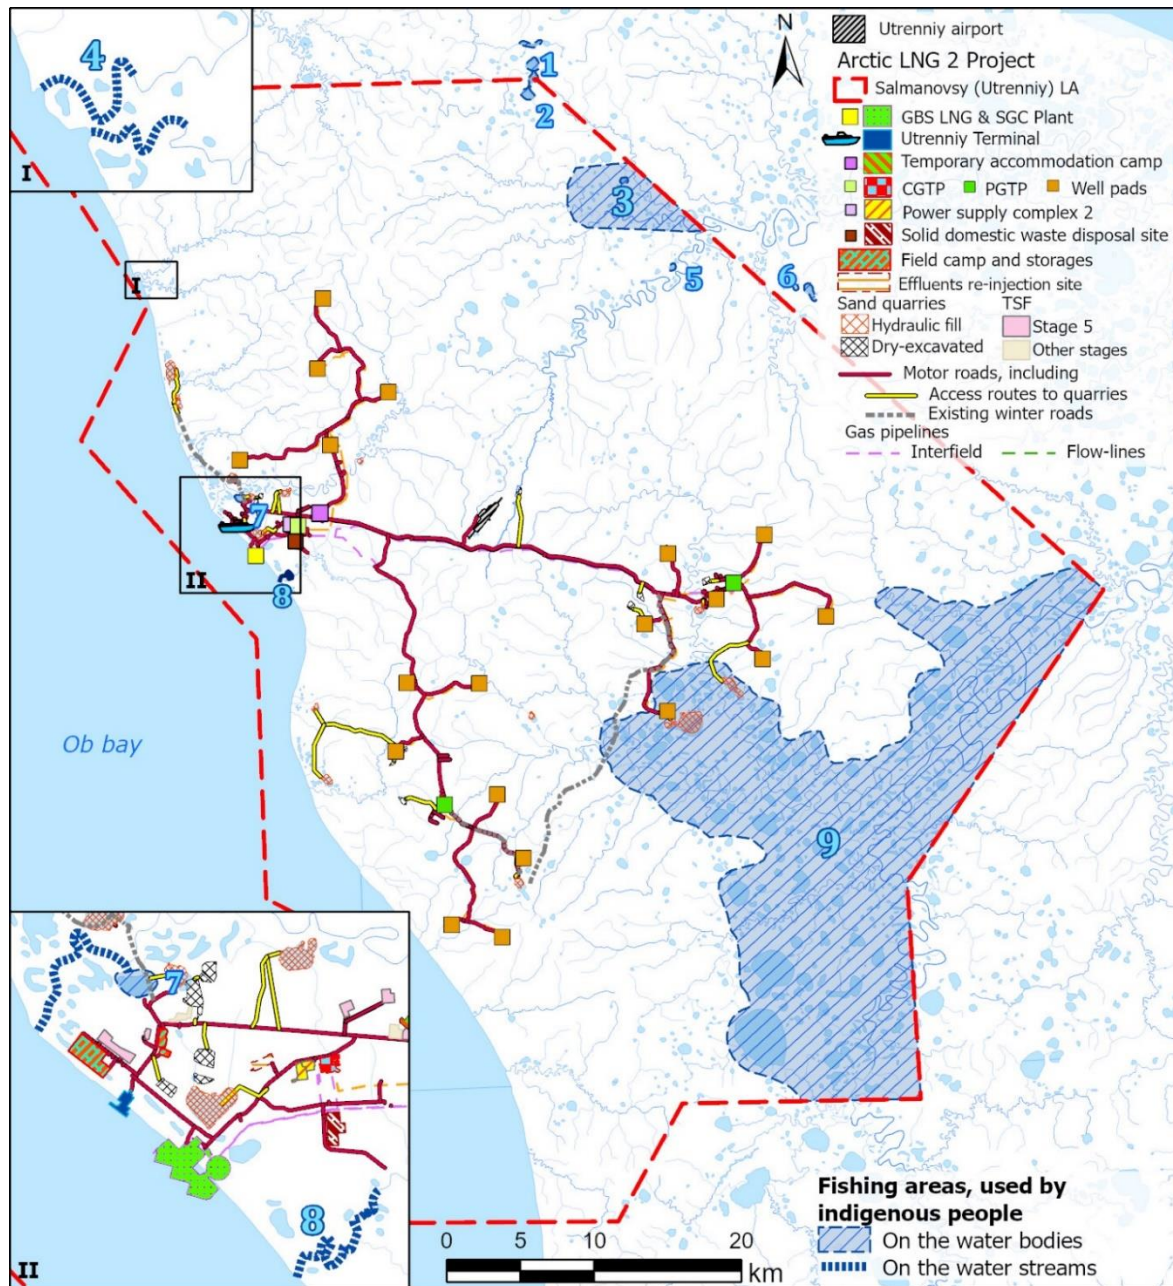 4
I
1
2
3
5
6
N
Utrenniy airport
Arctic LNG 2 Project
Salmanovsy (Utrenniy) LA
GBS LNG & SGC Plant
Utrenniy Terminal
Temporary accommodation camp
CGTP PGTP Well pads
Power supply complex 2
Solid domestic waste disposal site
Field camp and storages
Effluents re-injection site
Sand quarries TSF
Hydraulic fill Stage 5
Dry-excavated Other stages
Motor roads, including
Access routes to quarries
Existing winter roads
Gas pipelines
Interfield Flow-lines
I
7
II
8
Ob bay
9
7
8
II
0 5 10 20
km
Fishing areas, used by
indigenous people
On the water bodies
On the water streams